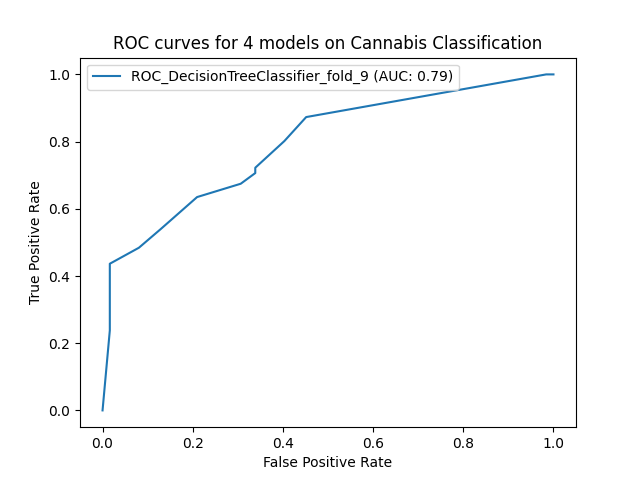 ROC curves for 4 models on Cannabis Classification
ROC_DecisionTreeClassifier_fold_9 (AUC: 0.79)
1.0
0.8
0.6
0.4
0.2
0.0
True Positive Rate
0.0 0.2 0.4 0.6 0.8 1.0
False Positive Rate